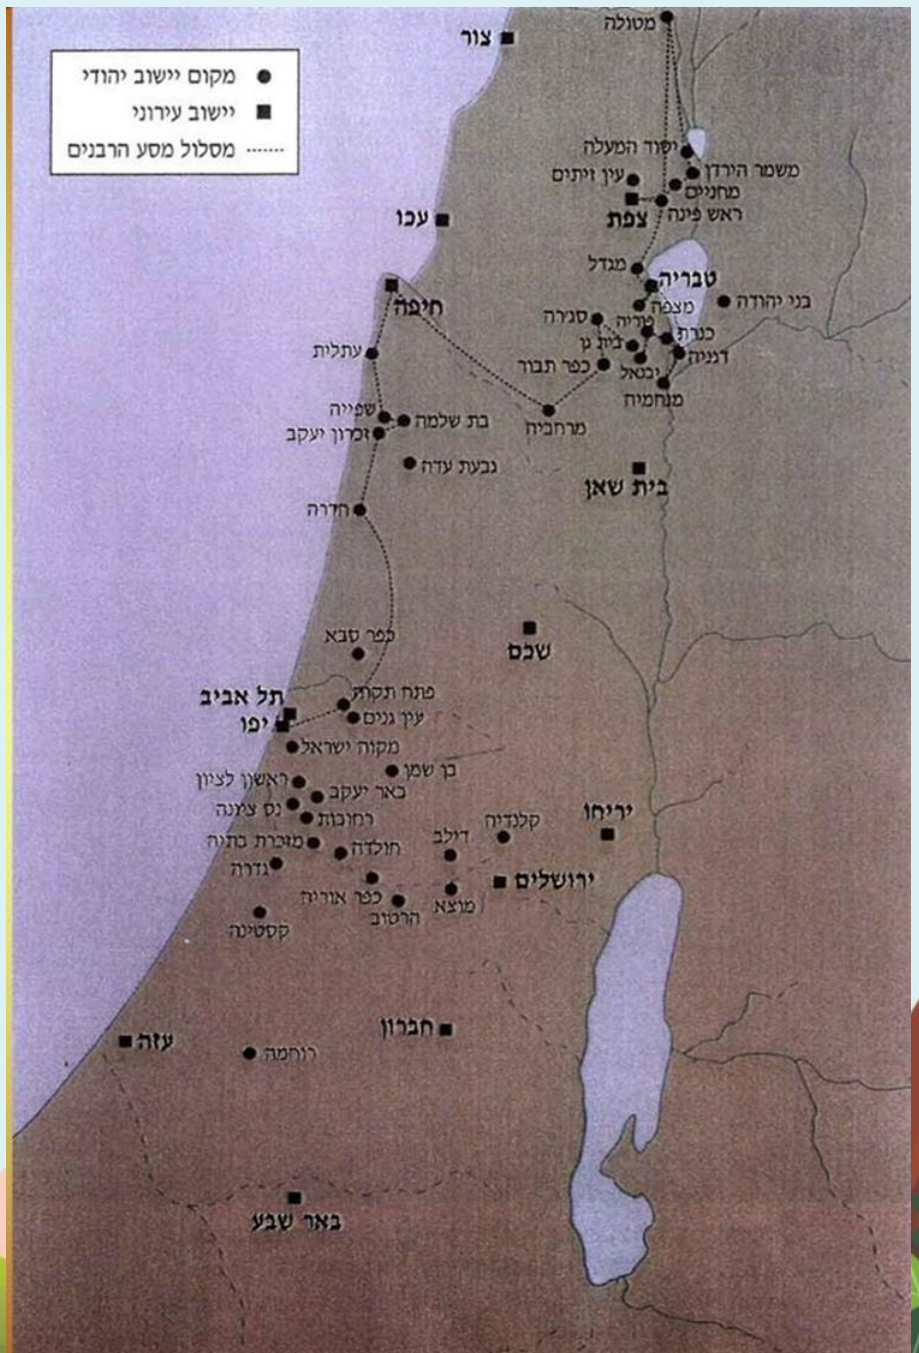 מקום יישוב יהודי
יישוב עירוני
מסלול מסע הרבנים
מטולה
צור
יסוד המעלה
משמר הירדן
עין זיתים
מחניים
ראש פינה
צפת
עכו
מגדל
טבריה
חיפה
מצפה
בני יהודה
סג'רה
פוריה
כנרת
בית גן
דגניה
עתלית
כפר תבור
יבנאל
מנחמיה
שפייה
בת שלמה
מרחביה
זכרון יעקב
גבעת עדה
בית שאן
חדרה
שכם
כפר סבא
תל אביב
פתח תקוה
יפו
עין גנים
מקוה ישראל
בן שמן
ראשון לציון
באר יעקב
נס ציונה
רחובות
קלנדיה
יריחו
מזכרת בתיה
חולדה
דילב
גדרה
ירושלים
כפר אוריה
מוצא
הרטוב
קסטינה
חברון
עזה
רוחמה
באר שבע